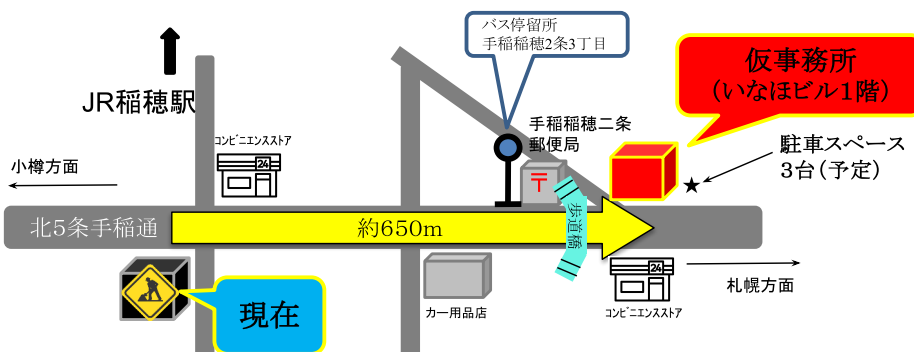 バス停留所
手稲稲穂2条3丁目
仮事務所
(いなほビル1階)
JR稲穂駅
コンビニエンスストア
24
手稲稲穂二条
郵便局
〒
駐車スペース
3台(予定)
小樽方面
北5条手稲通
約650m
歩道橋
現在
カー用品店
24
コンビニエンスストア
札幌方面